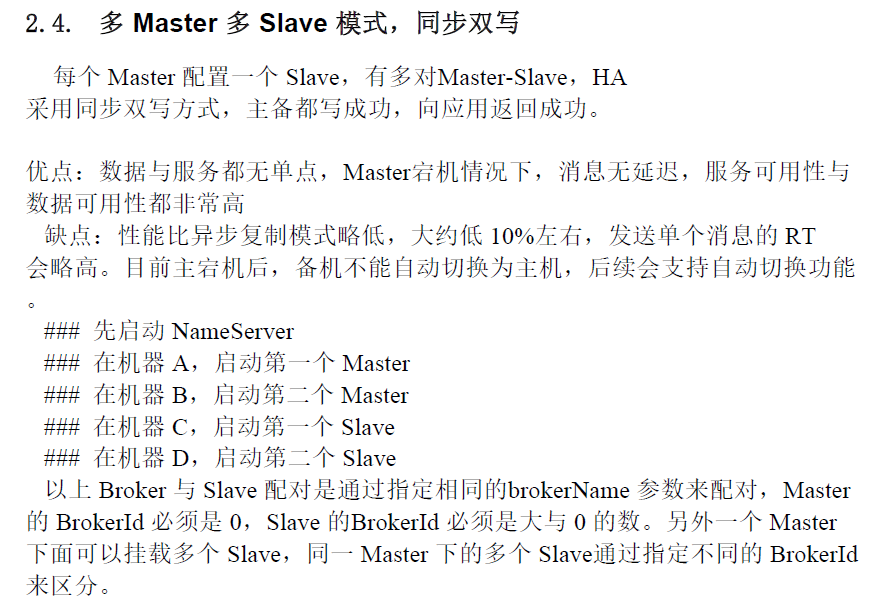 2.4. 多 Master 多 Slave 模式，同步双写
每个 Master 配置一个 Slave，有多对Master-Slave，HA
采用同步双写方式，主备都写成功，向应用返回成功。
优点：数据与服务都无单点，Master宕机情况下，消息无延迟，服务可用性与
数据可用性都非常高
缺点：性能比异步复制模式略低，大约低 10%左右，发送单个消息的 RT
会略高。目前主宕机后，备机不能自动切换为主机，后续会支持自动切换功能
。
### 先启动 NameServer
### 在机器 A，启动第一个 Master
### 在机器 B，启动第二个 Master
### 在机器 C，启动第一个 Slave
### 在机器 D，启动第二个 Slave
以上 Broker 与 Slave 配对是通过指定相同的brokerName 参数来配对，Master
的 BrokerId 必须是 0，Slave 的BrokerId 必须是大与 0 的数。另外一个 Master
下面可以挂载多个 Slave，同一 Master 下的多个 Slave通过指定不同的 BrokerId
来区分。